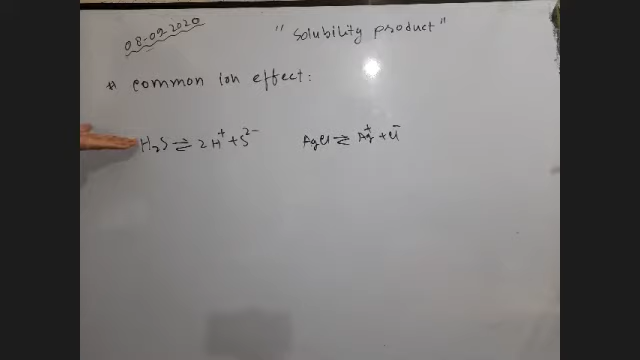 08-09-2020
"Solubility product"
# common ion effect:
H₂S ⇌ 2H⁺ + S²⁻
AgCl ⇌ Ag⁺ + Cl⁻